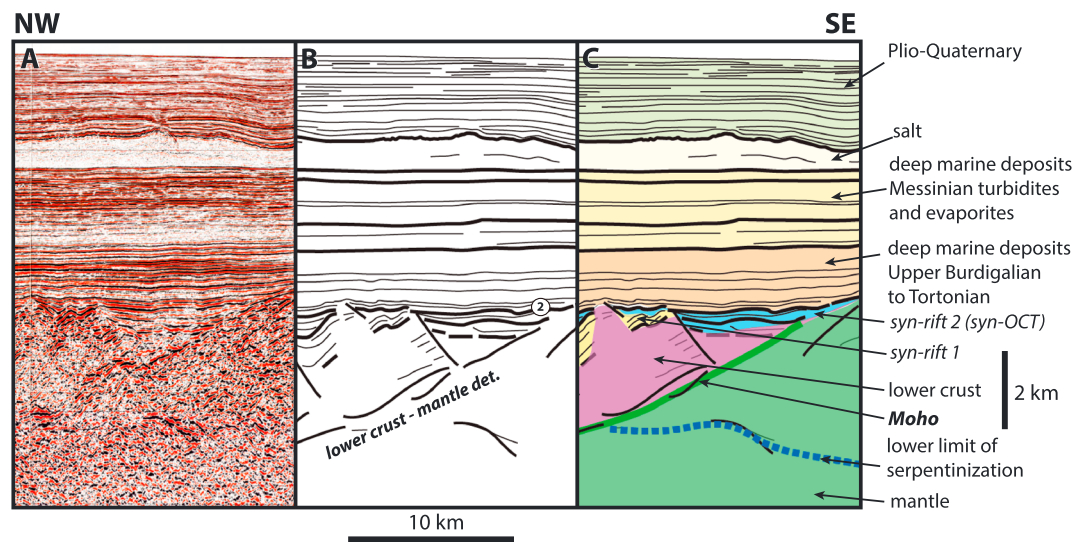 NW
SE
A
B
C
Plio-Quaternary
salt
deep marine deposits
Messinian turbidites
and evaporites
deep marine deposits
Upper Burdigalian
to Tortonian
2
syn-rift 2 (syn-OCT)
syn-rift 1
lower crust - mantle det.
lower crust
2 km
Moho
lower limit of
serpentinization
mantle
10 km